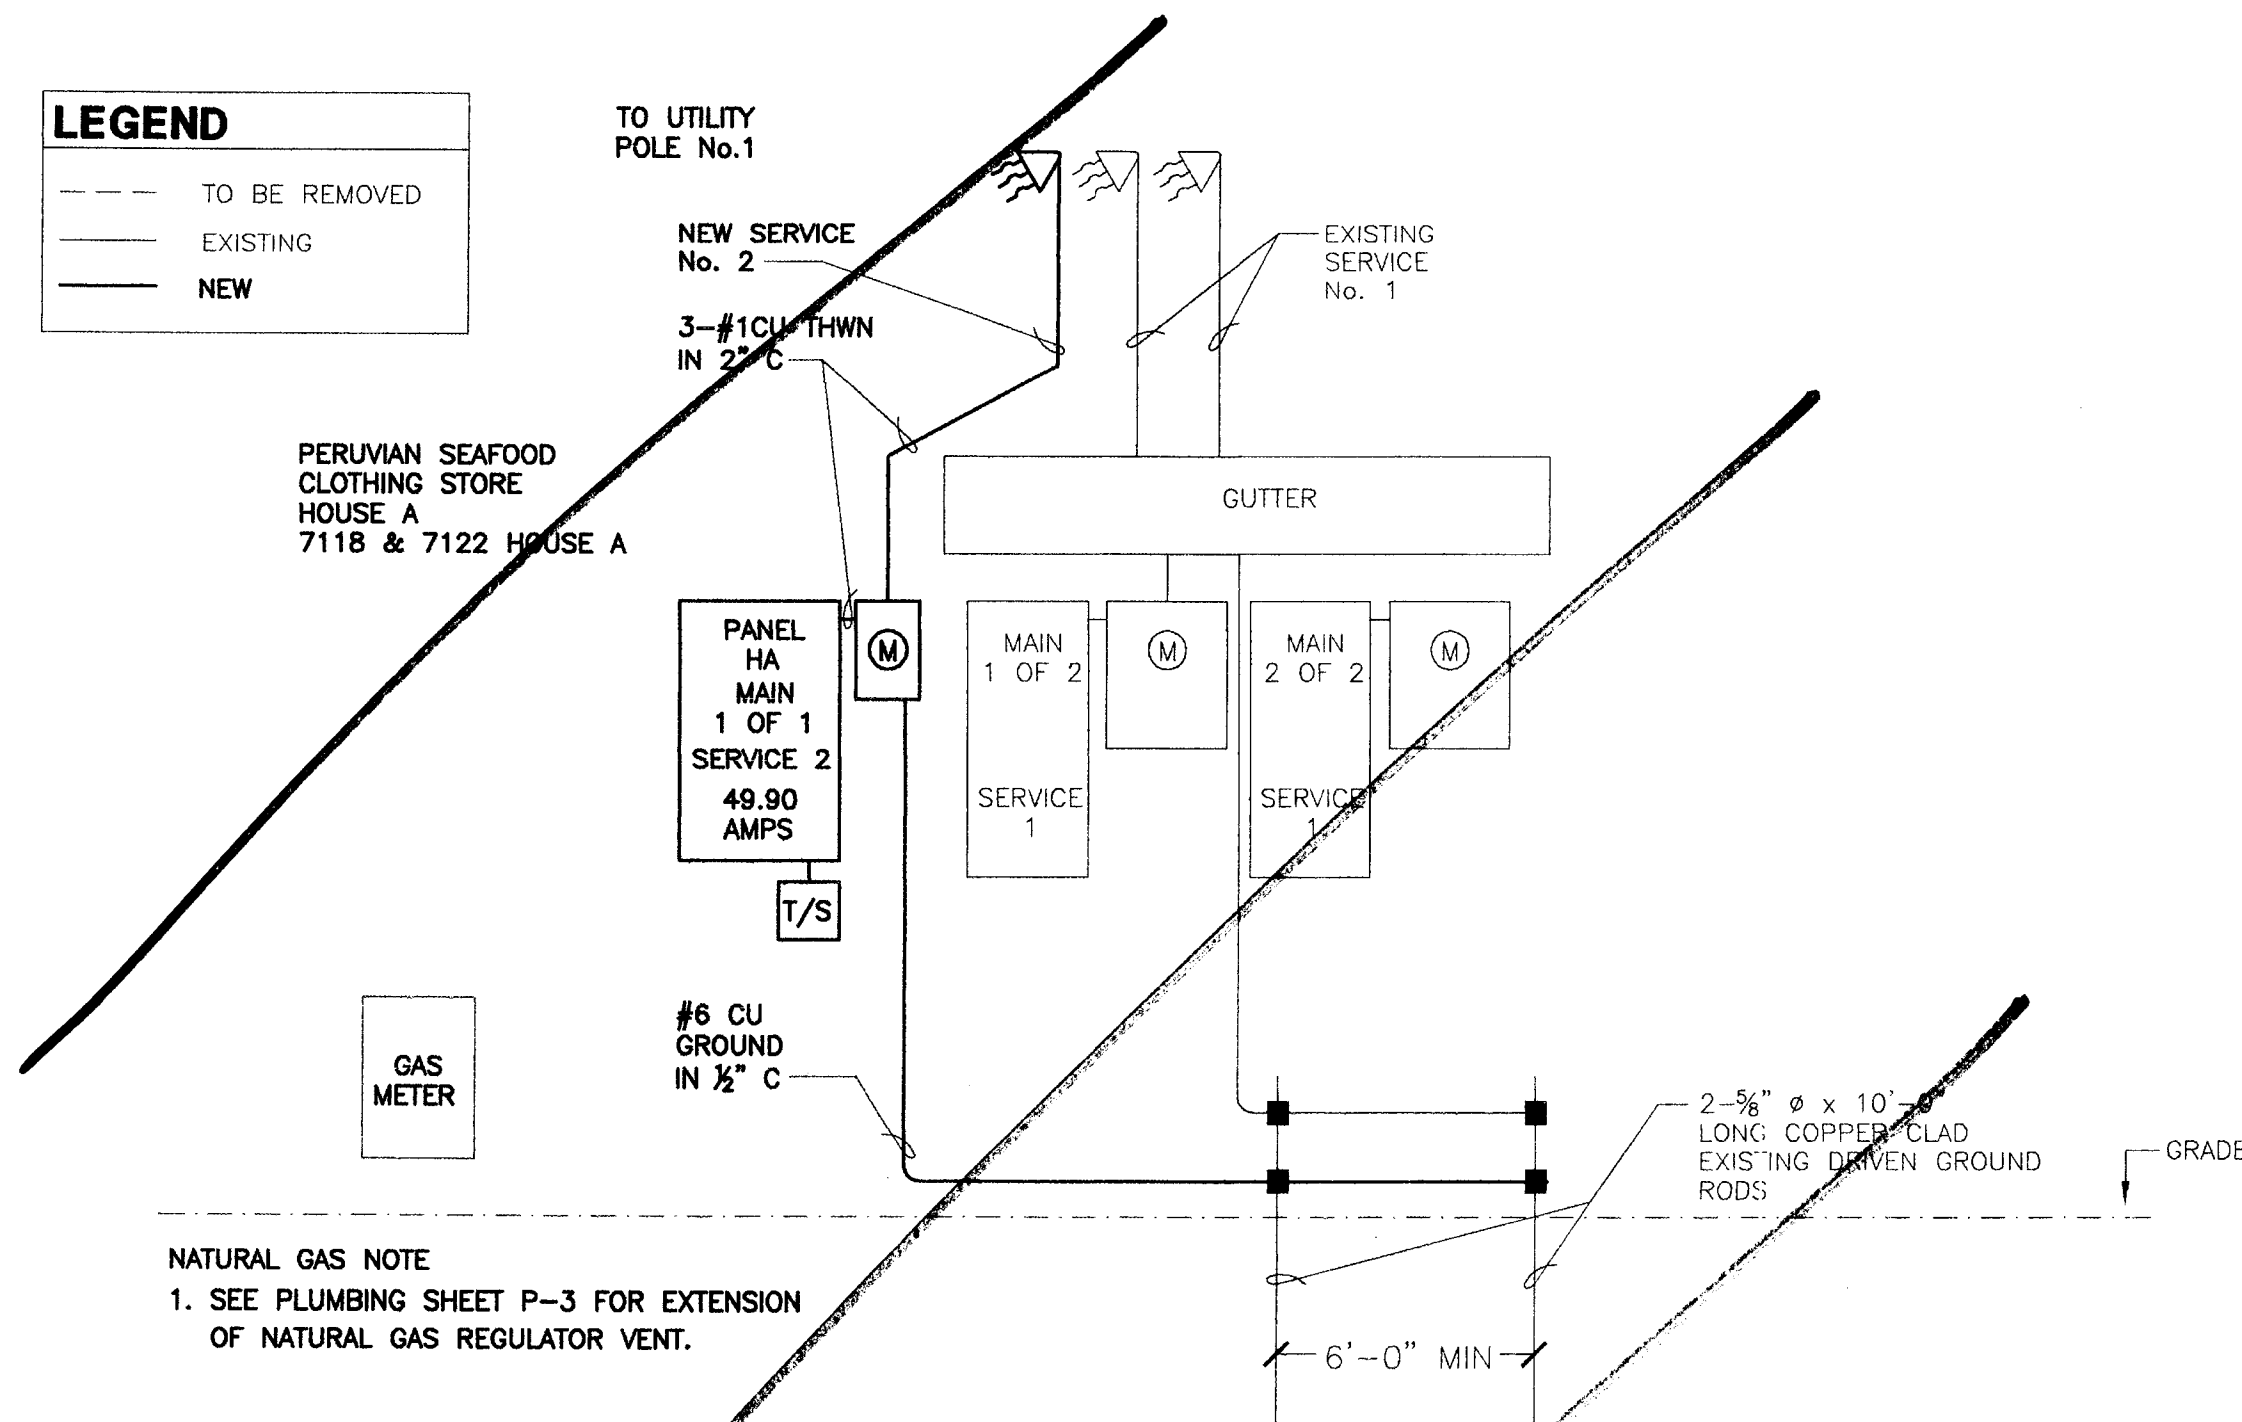 LEGEND
TO BE REMOVED
EXISTING
NEW
TO UTILITY
POLE No.1
NEW SERVICE
No. 2
3-#1CU THWN
IN 2" C
EXISTING
SERVICE
No. 1
PERUVIAN SEAFOOD
CLOTHING STORE
HOUSE A
7118 & 7122 HOUSE A
GUTTER
PANEL
HA
MAIN
1 OF 1
SERVICE 2
49.90
AMPS
M
T/S
MAIN
1 OF 2
SERVICE
1
M
MAIN
2 OF 2
SERVICE
1
M
GAS
METER
#6 CU
GROUND
IN ½" C
2-⅝" ø x 10'
LONG COPPER CLAD
EXISTING DRIVEN GROUND
RODS
GRADE
NATURAL GAS NOTE
1. SEE PLUMBING SHEET P-3 FOR EXTENSION
OF NATURAL GAS REGULATOR VENT.
6'-0" MIN